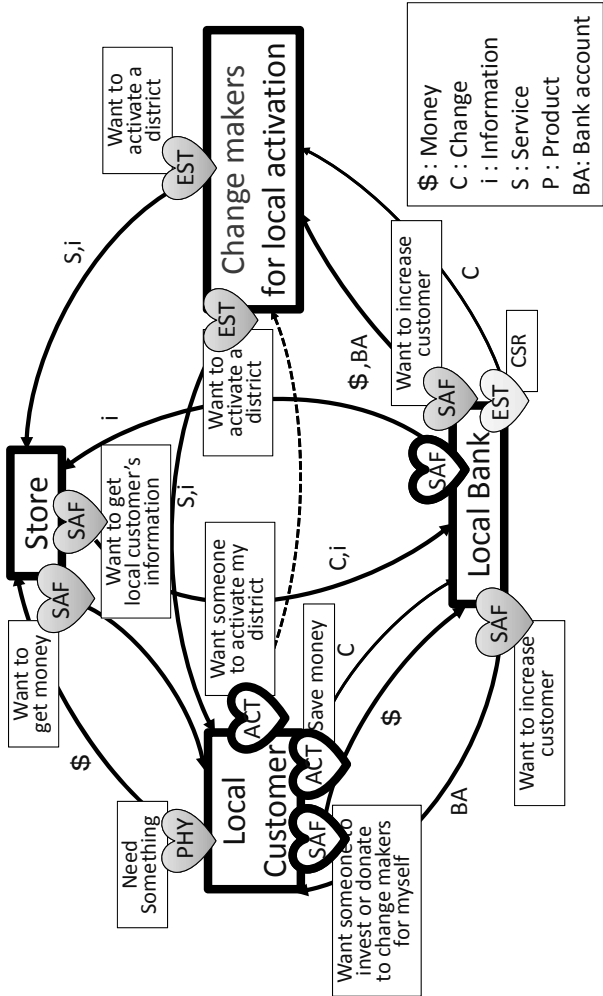 Need
Something
PHY
$
Want to
get money
SAF
Store
SAF
Want to get
local customer's
information
i
S,i
Want to
activate a
district
EST
Local
Customer
ACT
Want someone
to activate my
district
S,i
Want to
activate a
district
EST
Change makers
for local activation
SAF
ACT
Save money
C
$
C,i
$,BA
Want someone to
invest or donate
to change makers
for myself
BA
SAF
Want to increase
customer
Local Bank
SAF
SAF
Want to increase
customer
EST
CSR
C
$ : Money
C : Change
i : Information
S : Service
P : Product
BA: Bank account